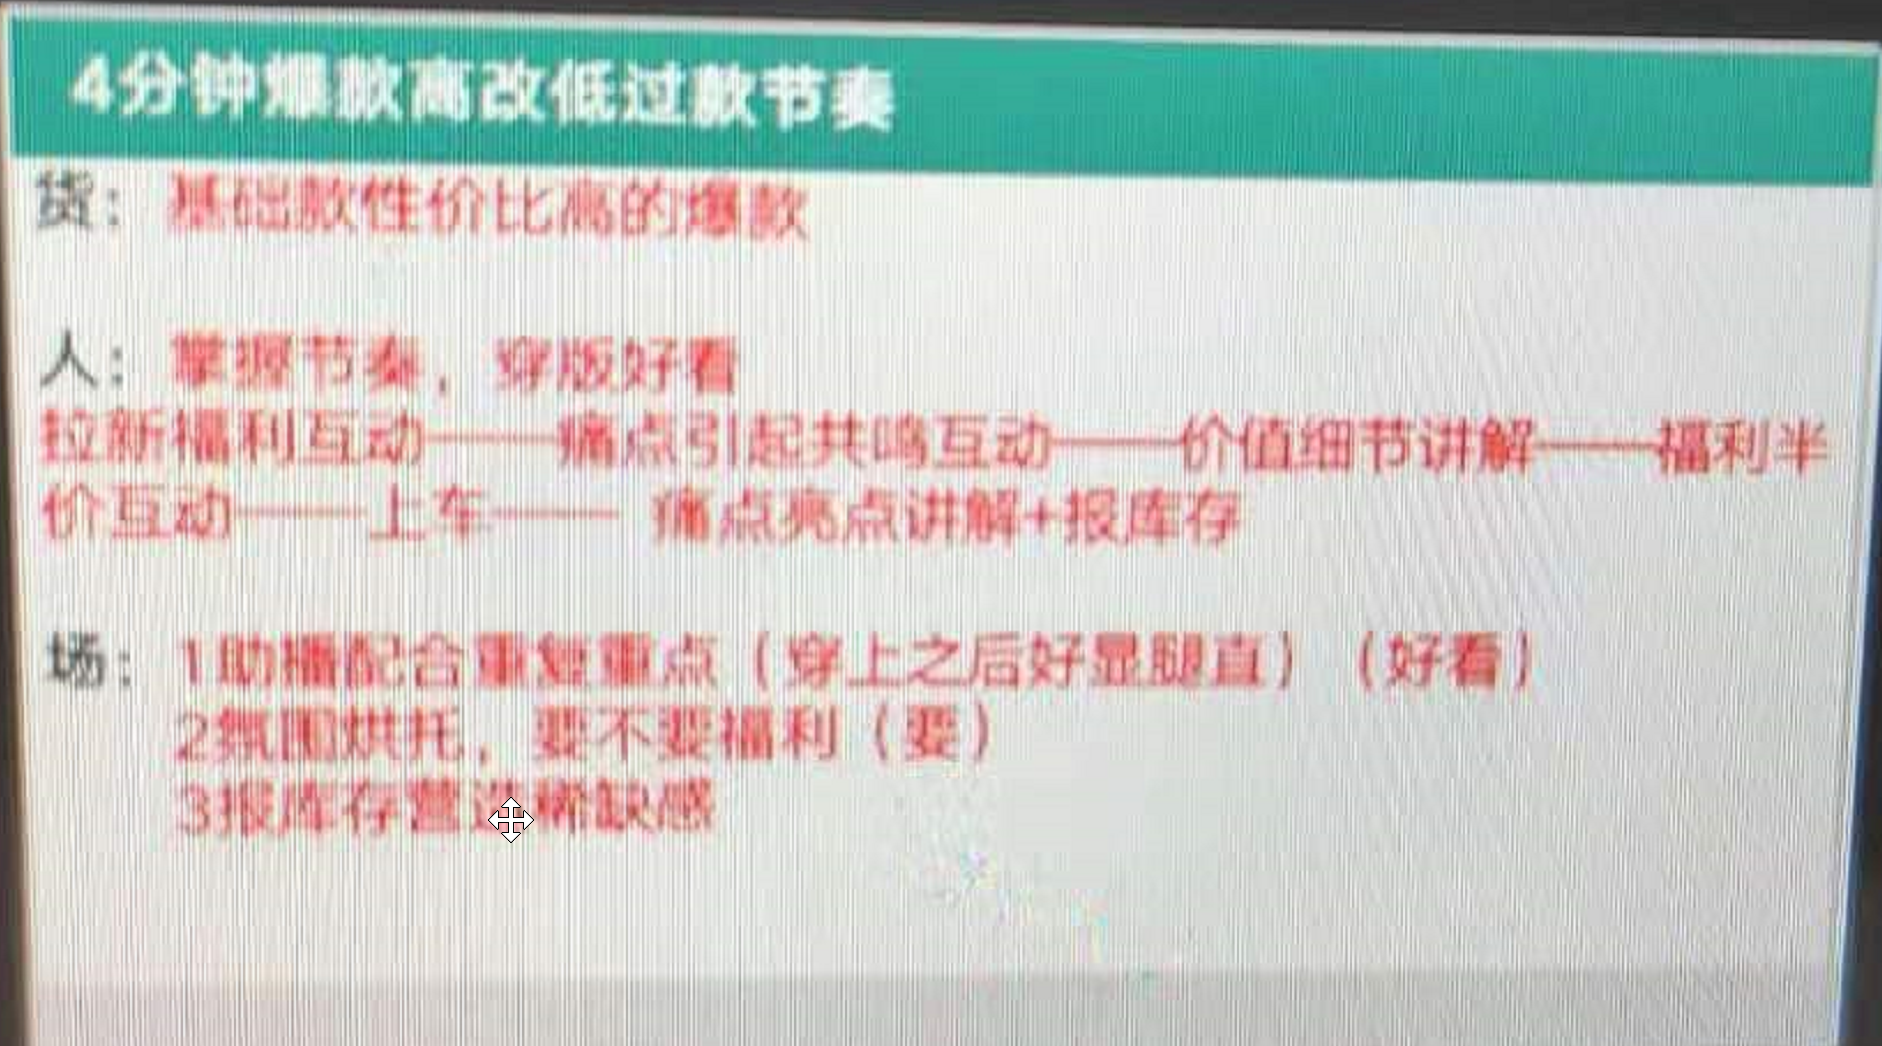 4分钟爆款高改低过款节奏
货：基础款性价比高的爆款
人：掌握节奏，穿版好看
拉新福利互动——痛点引起共鸣互动——价值细节讲解——福利半
价互动——上车—— 痛点亮点讲解+报库存
场：1助播配合重复重点（穿上之后好显腿直）（好看）
2氛围烘托，要不要福利（要）
3报库存营造稀缺感